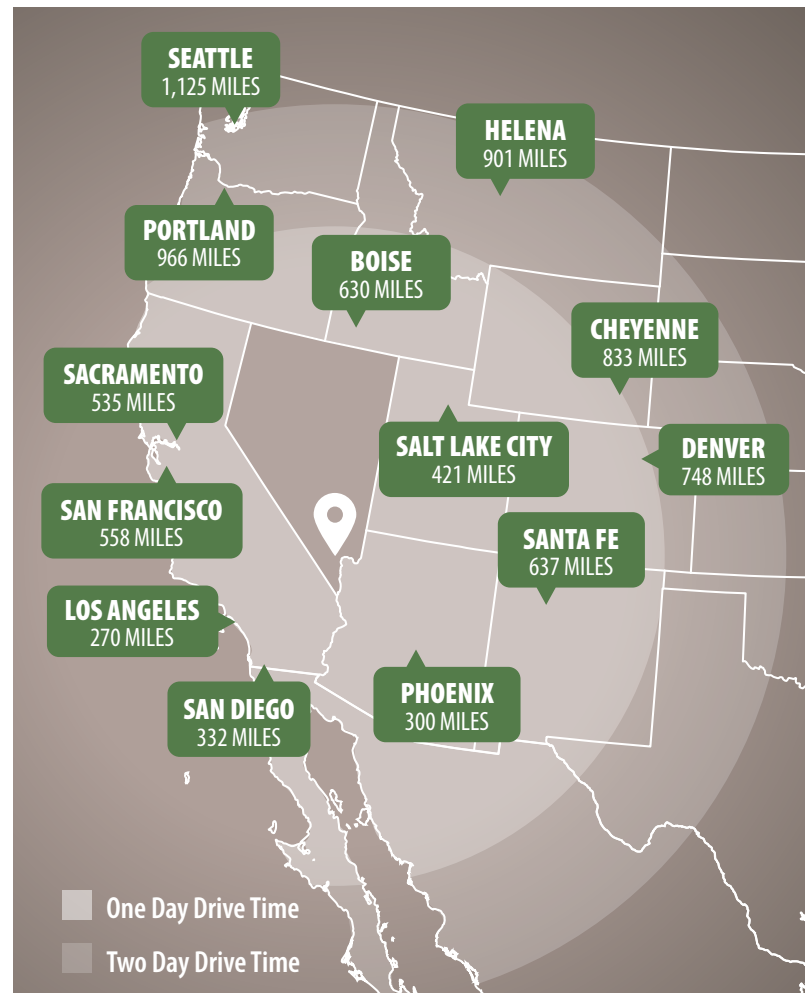 SEATTLE
1,125 MILES
HELENA
901 MILES
PORTLAND
966 MILES
BOISE
630 MILES
CHEYENNE
833 MILES
SACRAMENTO
535 MILES
SALT LAKE CITY
421 MILES
DENVER
748 MILES
SAN FRANCISCO
558 MILES
SANTA FE
637 MILES
LOS ANGELES
270 MILES
PHOENIX
300 MILES
SAN DIEGO
332 MILES
One Day Drive Time
Two Day Drive Time